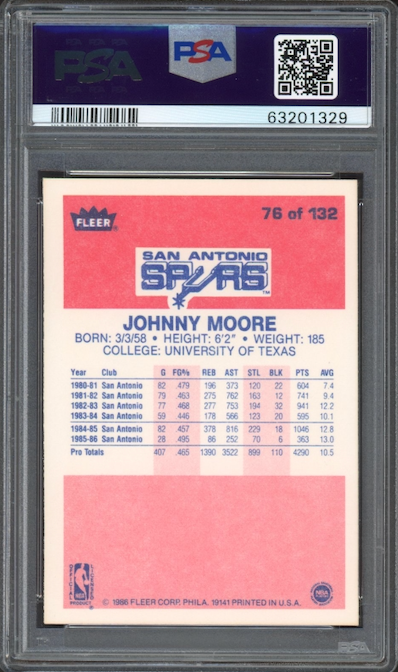 PSA
PSA
63201329
FLEER
76 of 132
SAN ANTONIO
SPURS
TM
JOHNNY MOORE
BORN: 3/3/58 • HEIGHT: 6'2" • WEIGHT: 185
COLLEGE: UNIVERSITY OF TEXAS
Year Club G FG% REB AST STL BLK PTS AVG
1980-81 San Antonio 82 .479 196 373 120 22 604 7.4
1981-82 San Antonio 79 .463 275 762 163 12 741 9.4
1982-83 San Antonio 77 .468 277 753 194 32 941 12.2
1983-84 San Antonio 59 .446 178 566 123 20 595 10.1
1984-85 San Antonio 82 .457 378 816 229 18 1046 12.8
1985-86 San Antonio 28 .495 86 252 70 6 363 13.0
Pro Totals 407 .465 1390 3522 899 110 4290 10.5
NBA
PRODUCT
© 1986 FLEER CORP. PHILA. 19141 PRINTED IN U.S.A.
NBA